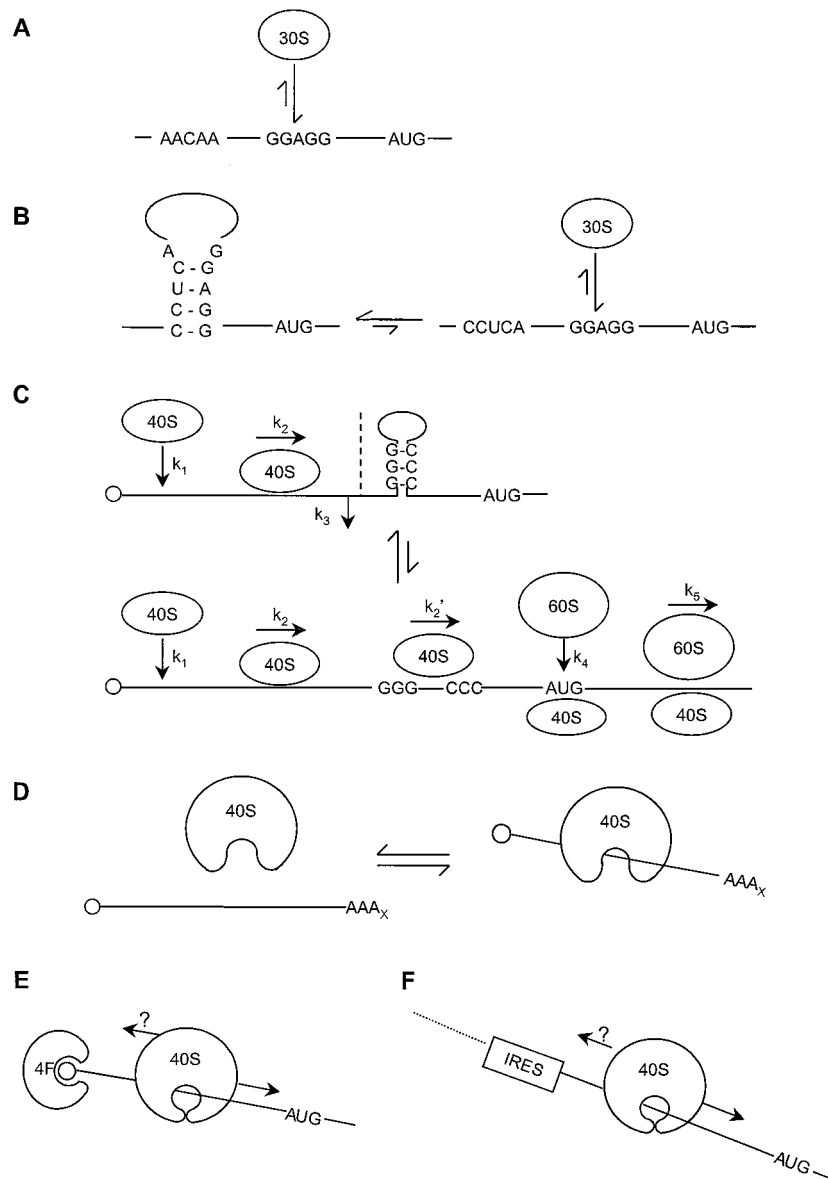 A
30S
— AACAA — GGAGG — AUG —
B
A G
C - G
U - A
C - G
C - G
AUG
30S
— CCUCA — GGAGG — AUG —
C
40S
k1
k2
40S
k3
G-C
G-C
G-C
AUG
40S
k1
k2
40S
k2'
40S
GGG CCC
60S
k4
AUG
40S
k5
60S
40S
D
40S
AAAX
40S
AAAX
E
4F
?
40S
AUG
F
IRES
?
40S
AUG